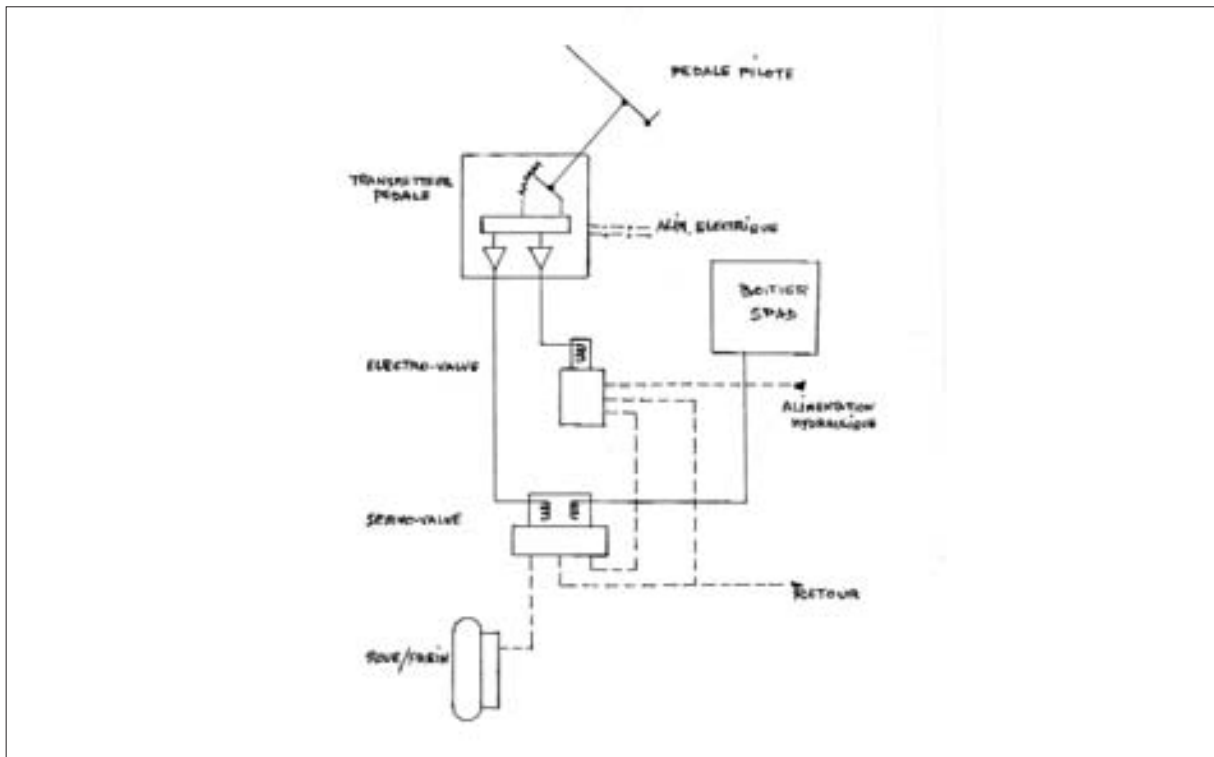 PEDALE PILOTE
TRANSMETTEUR
PEDALE
ALIM. ELECTRIQUE
BOITIER
SPAD
ELECTRO-VALVE
ALIMENTATION
HYDRAULIQUE
SERVO-VALVE
RETOUR
ROUE/FREIN